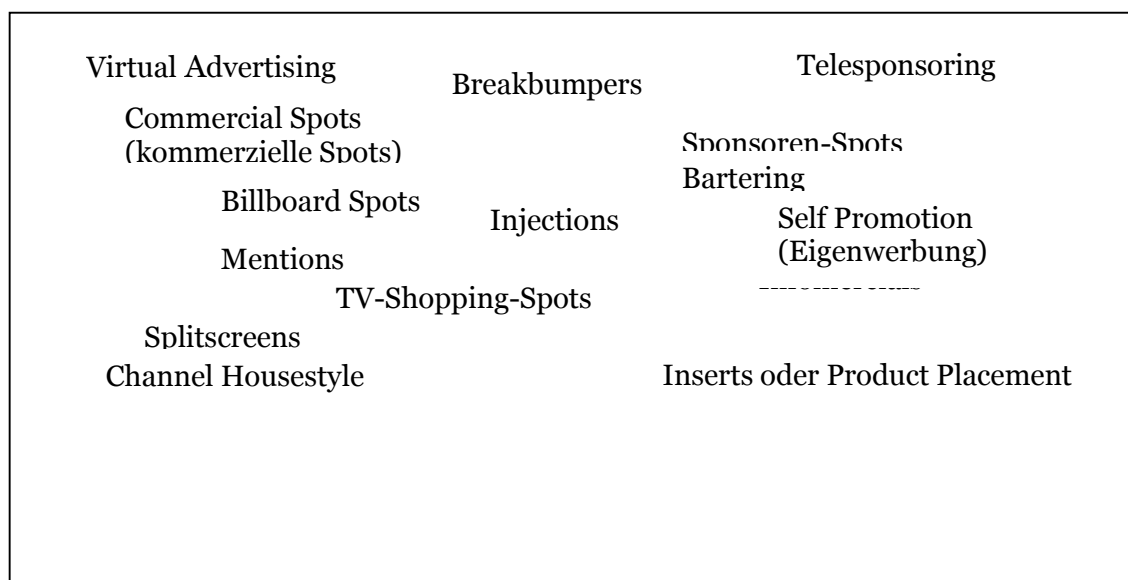 Virtual Advertising
Breakbumpers
Telesponsoring
Commercial Spots
(kommerzielle Spots)
Sponsoren-Spots
Bartering
Billboard Spots
Injections
Self Promotion
(Eigenwerbung)
Mentions
TV-Shopping-Spots
Splitscreens
Channel Housestyle
Inserts oder Product Placement